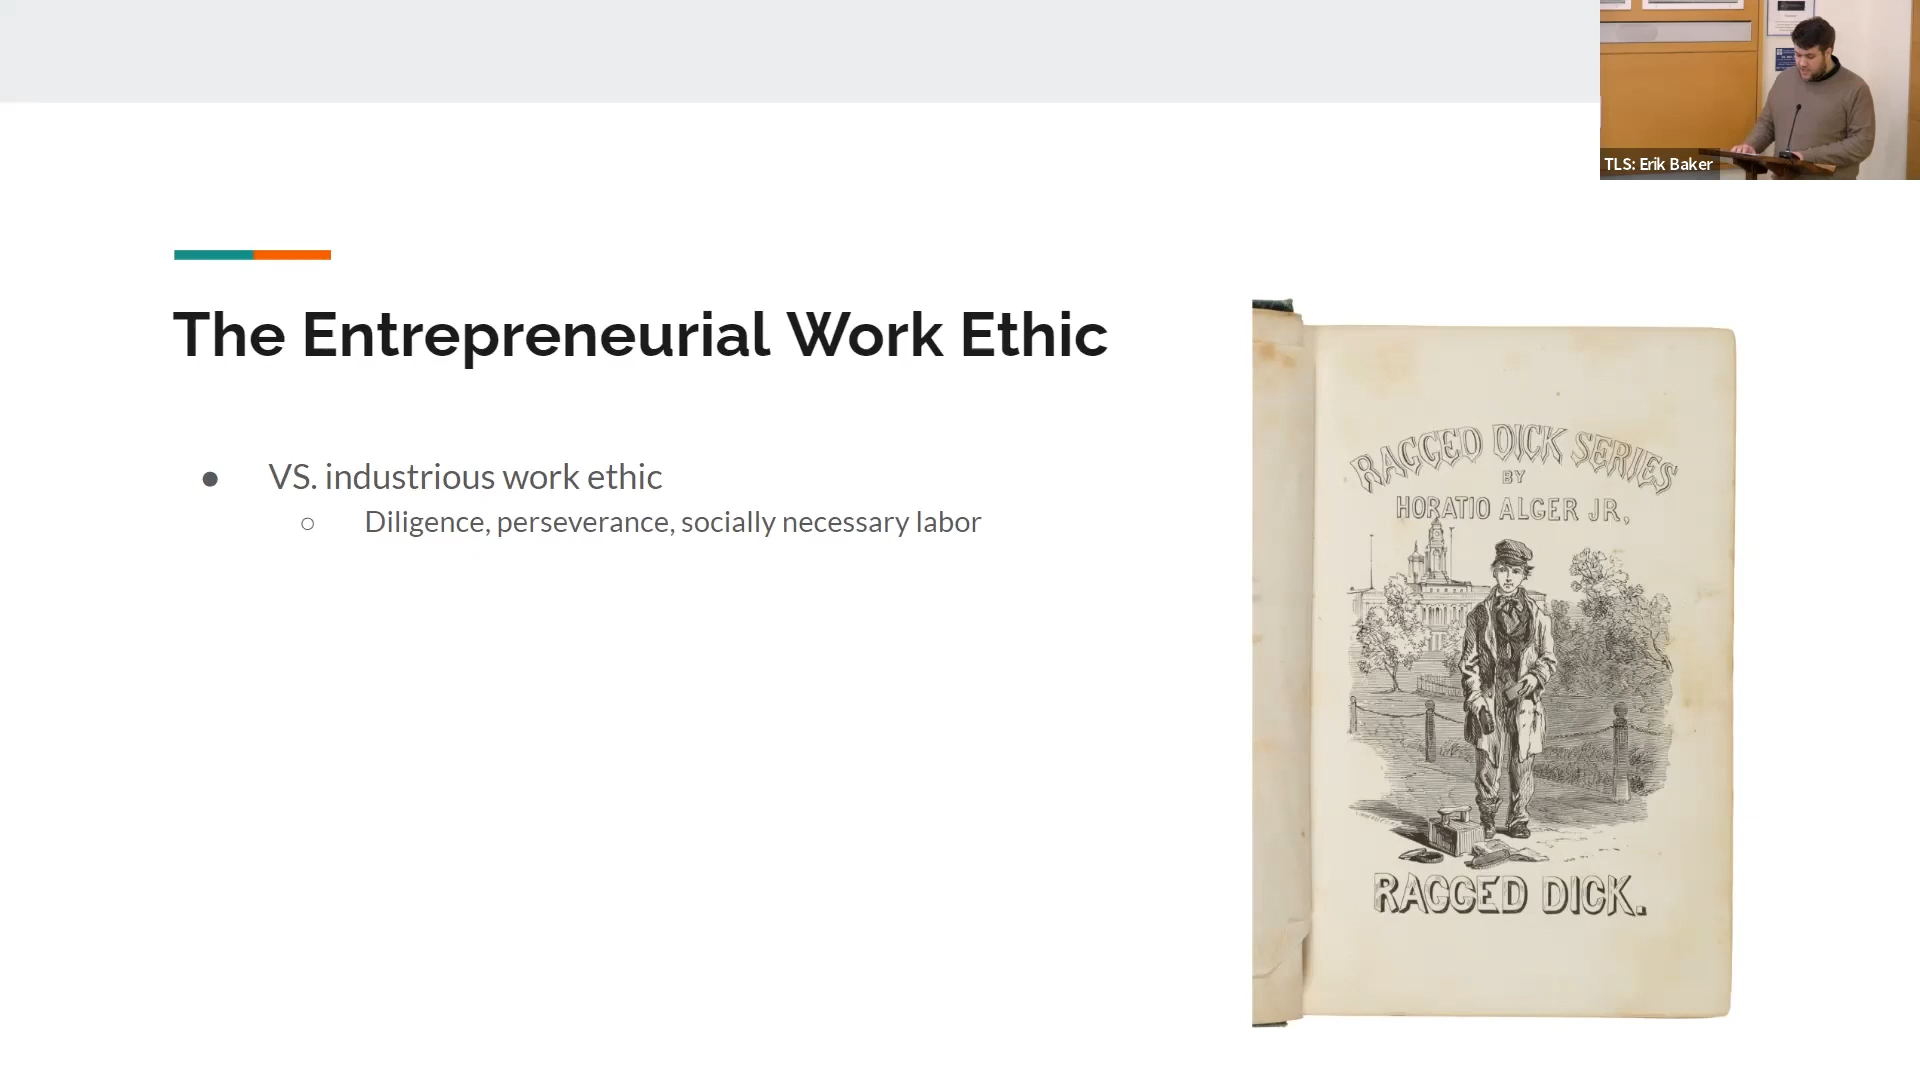 TLS: Erik Baker
The Entrepreneurial Work Ethic
VS. industrious work ethic
Diligence, perseverance, socially necessary labor
RAGGED DICK SERIES
BY
HORATIO ALGER JR,
RAGGED DICK.